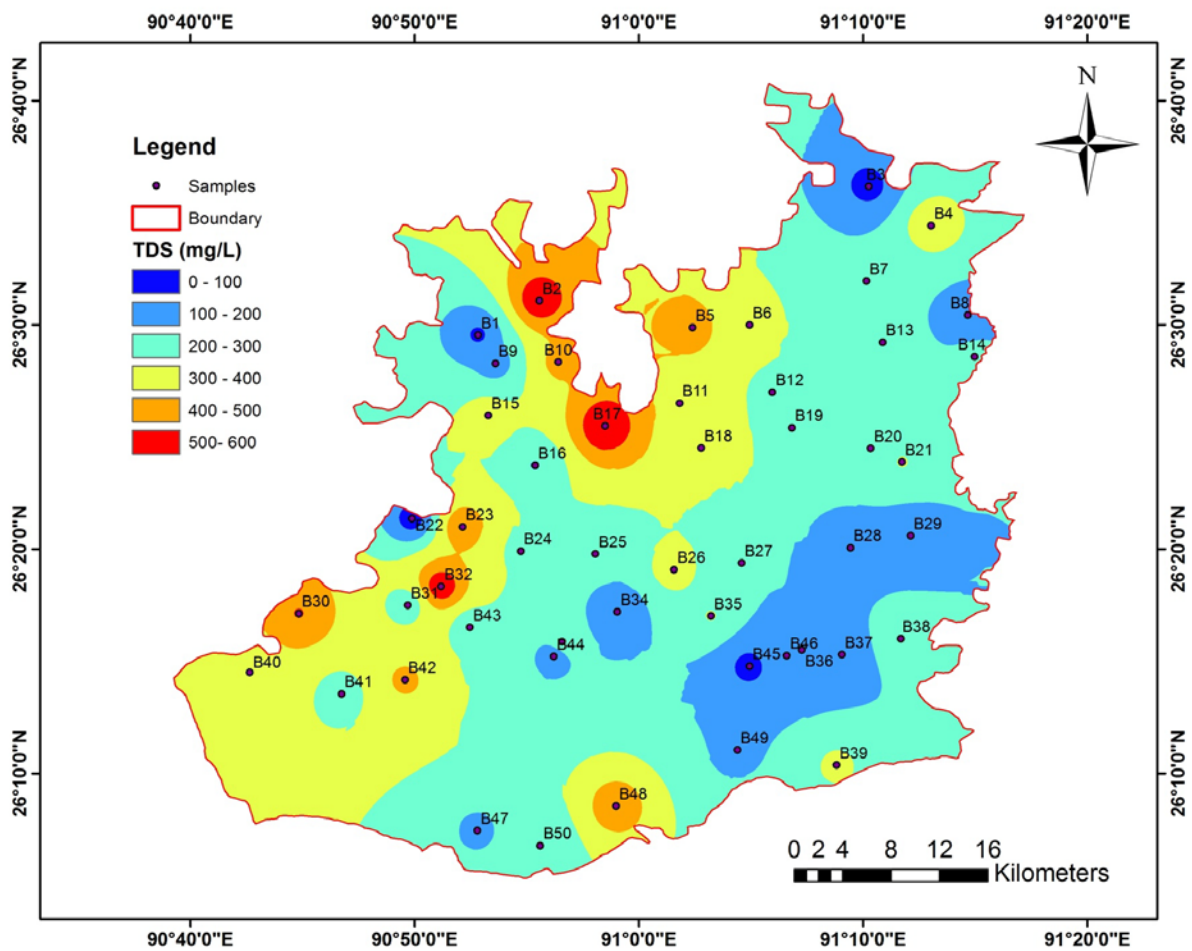 90°40'0"E 90°50'0"E 91°0'0"E 91°10'0"E 91°20'0"E
26°40'0"N 26°40'0"N
26°30'0"N 26°30'0"N
26°20'0"N 26°20'0"N
26°10'0"N 26°10'0"N
N
Legend
Samples
Boundary
TDS (mg/L)
0 - 100
100 - 200
200 - 300
300 - 400
400 - 500
500- 600
B3
B4
B7
B2
B8
B1
B5
B6
B13
B9
B10
B14
B12
B11
B15
B17
B19
B16
B18
B20
B21
B22
B23
B24
B25
B28
B29
B26
B27
B32
B30
B31
B34
B35
B43
B38
B44
B46
B37
B45
B36
B40
B41
B42
B49
B39
B48
B47
B50
0 2 4 8 12 16
Kilometers
90°40'0"E 90°50'0"E 91°0'0"E 91°10'0"E 91°20'0"E